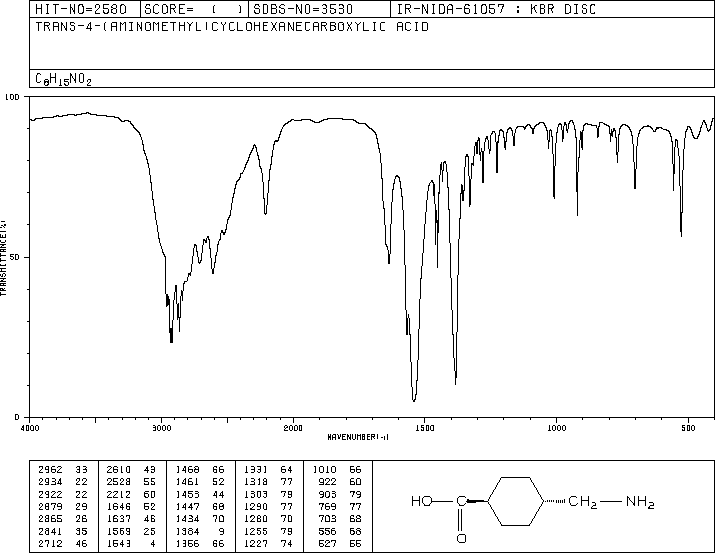 HIT-NO=2580 SCORE= ( ) SDBS-NO=3530 IR-NIDA-61057 : KBR DISC
TRANS-4-(AMINOMETHYL)CYCLOHEXANECARBOXYLIC ACID
C8H15NO2
100
50
0
TRANSMITTANCE(%)
4000 3000 2000 1500 1000 500
WAVENUMBER(-1)
2962 33 2610 43 1468 66 1331 64 1010 66
2934 22 2528 55 1461 52 1318 77 922 60
2922 22 2212 60 1453 44 1303 79 903 79
2879 29 1646 52 1447 68 1290 77 769 77
2865 26 1637 46 1434 70 1280 70 703 68
2841 35 1569 25 1384 9 1255 79 556 68
2712 46 1543 4 1356 66 1227 74 527 55
HO C CH2 NH2
O